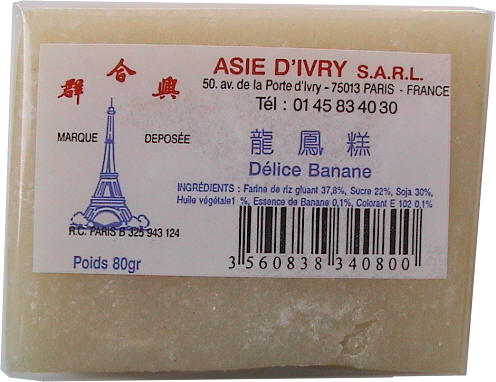 群 合 興
ASIE D'IVRY S.A.R.L.
50. av. de la Porte d'Ivry - 75013 PARIS - FRANCE
Tél : 01 45 83 40 30
MARQUE DEPOSÉE
龍 鳳 糕
Délice Banane
INGRÉDIENTS : Farine de riz gluant 37,8%, Sucre 22%, Soja 30%,
Huile végétale1 %, Essence de Banane 0,1%, Colorant E 102 0,1%
R.C. PARIS B 325 943 124
Poids 80gr
3 560838 340800